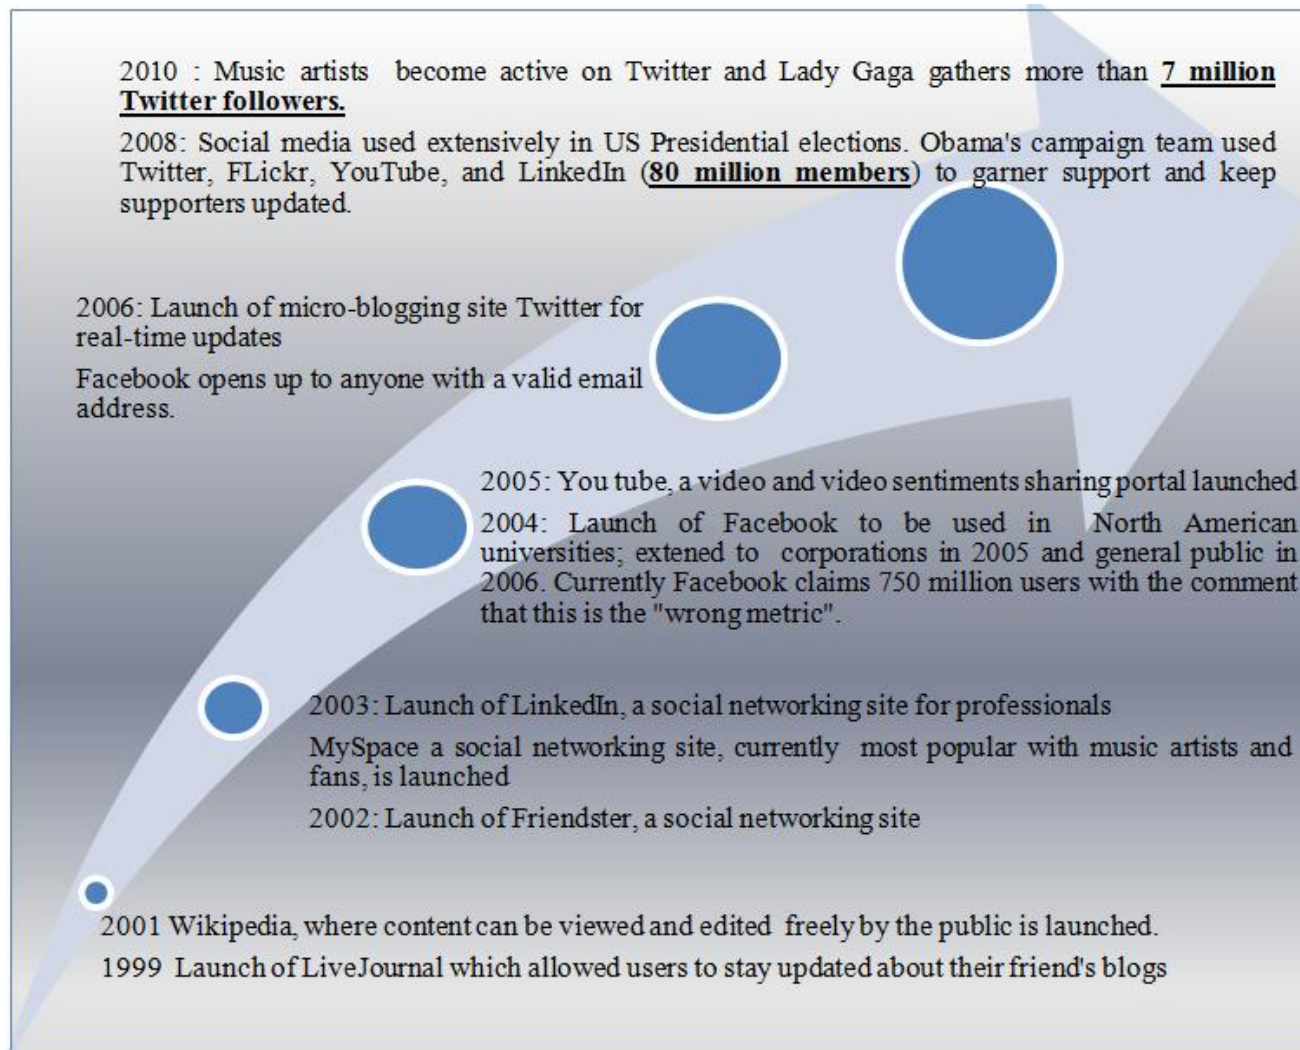 2010 : Music artists become active on Twitter and Lady Gaga gathers more than 7 million
Twitter followers.
2008: Social media used extensively in US Presidential elections. Obama's campaign team used
Twitter, FLickr, YouTube, and LinkedIn (80 million members) to garner support and keep
supporters updated.
2006: Launch of micro-blogging site Twitter for
real-time updates
Facebook opens up to anyone with a valid email
address.
2005: You tube, a video and video sentiments sharing portal launched
2004: Launch of Facebook to be used in North American
universities; extened to corporations in 2005 and general public in
2006. Currently Facebook claims 750 million users with the comment
that this is the "wrong metric".
2003: Launch of LinkedIn, a social networking site for professionals
MySpace a social networking site, currently most popular with music artists and
fans, is launched
2002: Launch of Friendster, a social networking site
2001 Wikipedia, where content can be viewed and edited freely by the public is launched.
1999 Launch of LiveJournal which allowed users to stay updated about their friend's blogs